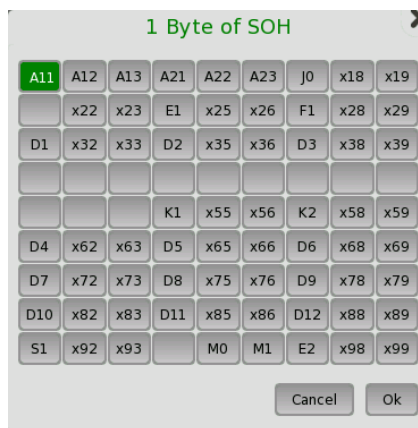 1 Byte of SOH
A11 A12 A13 A21 A22 A23 J0 x18 x19
x22 x23 E1 x25 x26 F1 x28 x29
D1 x32 x33 D2 x35 x36 D3 x38 x39
K1 x55 x56 K2 x58 x59
D4 x62 x63 D5 x65 x66 D6 x68 x69
D7 x72 x73 D8 x75 x76 D9 x78 x79
D10 x82 x83 D11 x85 x86 D12 x88 x89
S1 x92 x93 M0 M1 E2 x98 x99
Cancel Ok